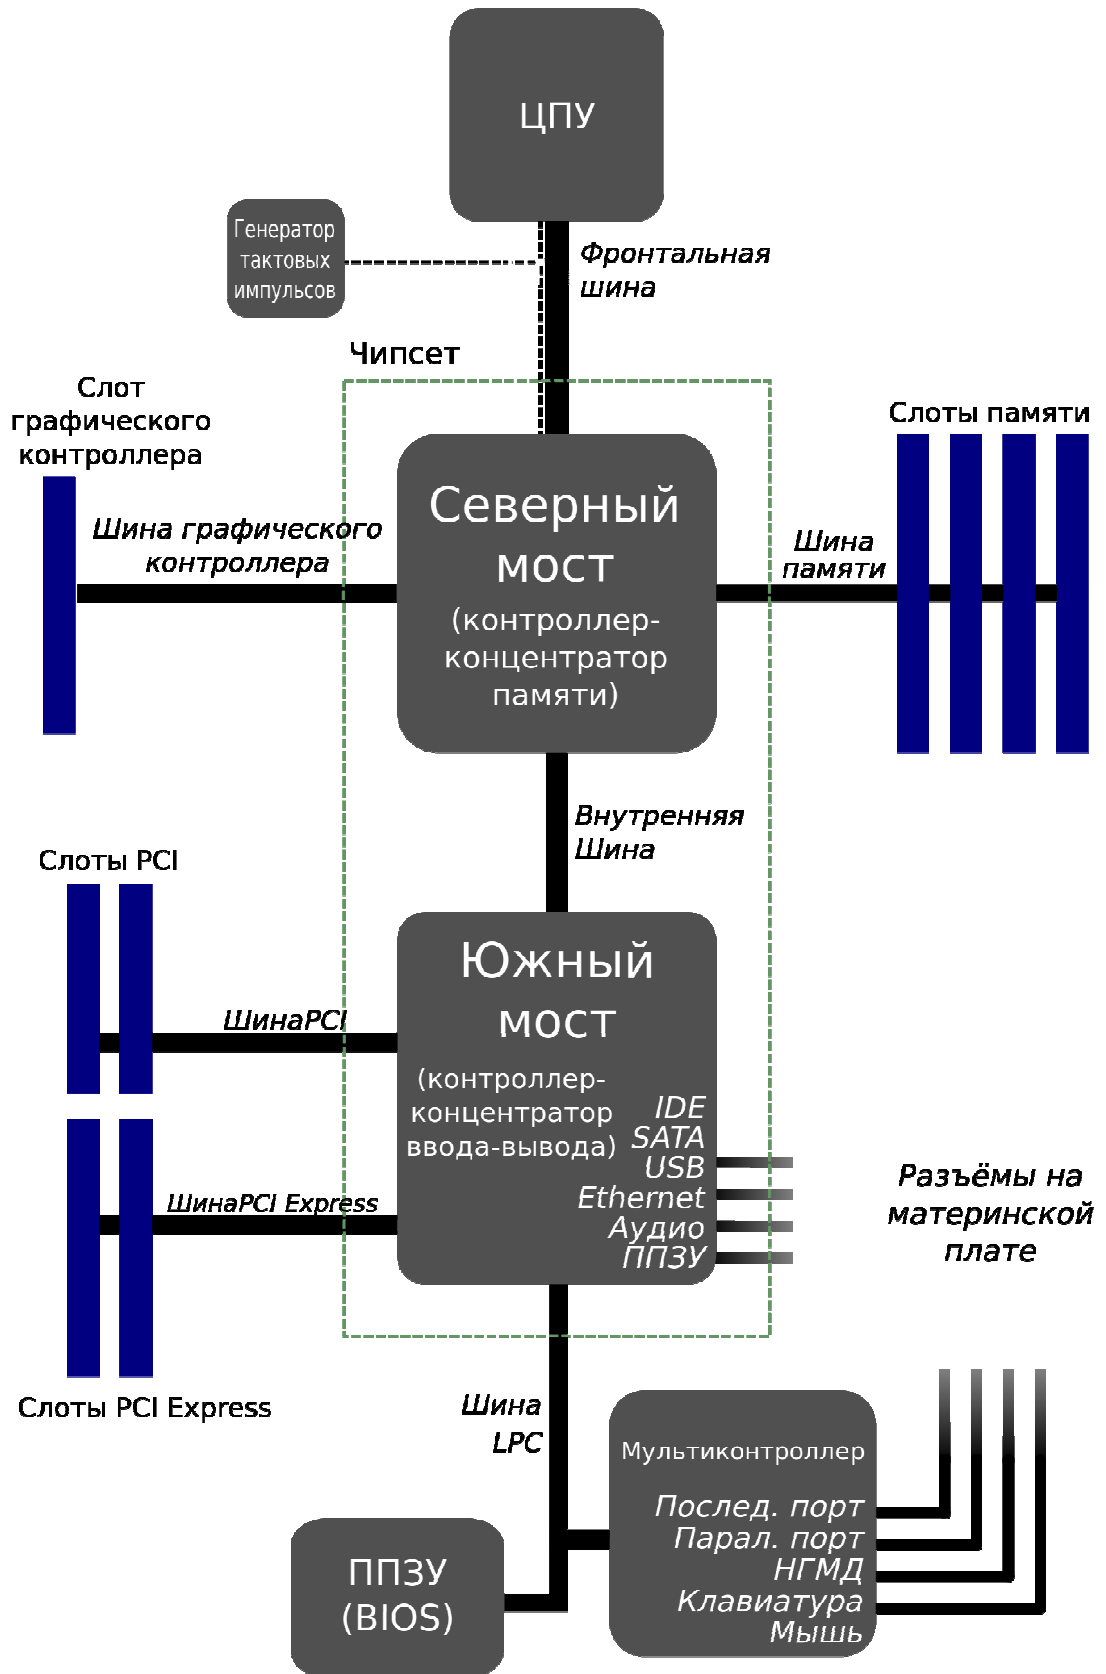 ЦПУ
Генератор
тактовых
импульсов
Фронтальная
шина
Чипсет
Слот
графического
контроллера
Слоты памяти
Шина графического
контроллера
Северный
мост
(контроллер-
концентратор
памяти)
Шина
памяти
Внутренняя
Шина
Слоты PCI
Южный
мост
(контроллер-
концентратор
ввода-вывода)
ШинаPCI
IDE
SATA
USB
Ethernet
Аудио
ППЗУ
ШинаPCI Express
Разъёмы на
материнской
плате
Слоты PCI Express
Шина
LPC
Мультиконтроллер
Послед. порт
Парал. порт
НГМД
Клавиатура
Мышь
ППЗУ
(BIOS)